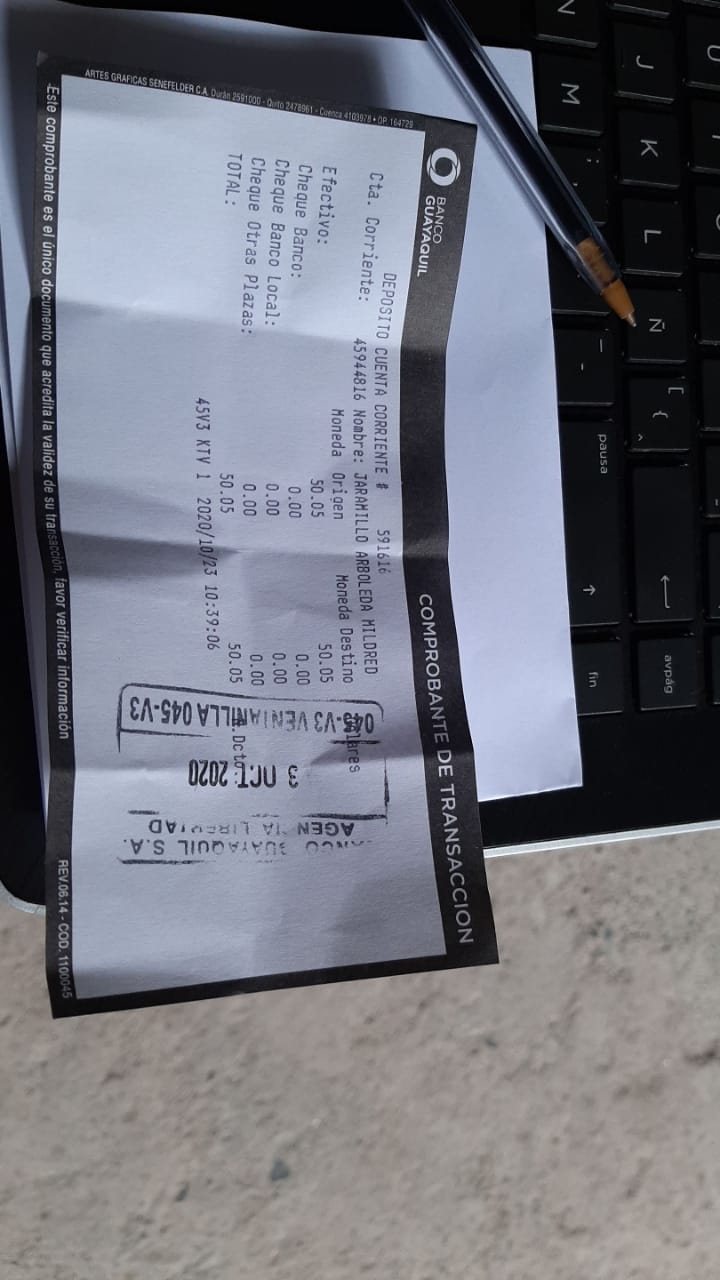 ARTES GRAFICAS SENEFELDER C.A. Durán 2591000 - Quito 2478961 - Cuenca 4103978 • OP. 164729
BANCO
GUAYAQUIL
COMPROBANTE DE TRANSACCION
DEPOSITO CUENTA CORRIENTE # 591616
Cta. Corriente: 45944816 Nombre: JARAMILLO ARBOLEDA MILDRED
Moneda Origen Moneda Destino
Efectivo: 50.05 50.05
Cheque Banco: 0.00 0.00
Cheque Banco Local: 0.00 0.00
Cheque Otras Plazas: 0.00 0.00
TOTAL: 50.05 50.05
45V3 KTV 1 2020/10/23 10:39:06
GUAYAQUIL S.A.
AGENCIA LIBERTAD
3 OCT 2020
045-V3 VENTANILLA 045-V3
-Este comprobante es el único documento que acredita la validez de su transacción, favor verificar información
REV.06.14 - COD. 1100045
N
M
J
K
L
Ñ
pausa
fin
avpág